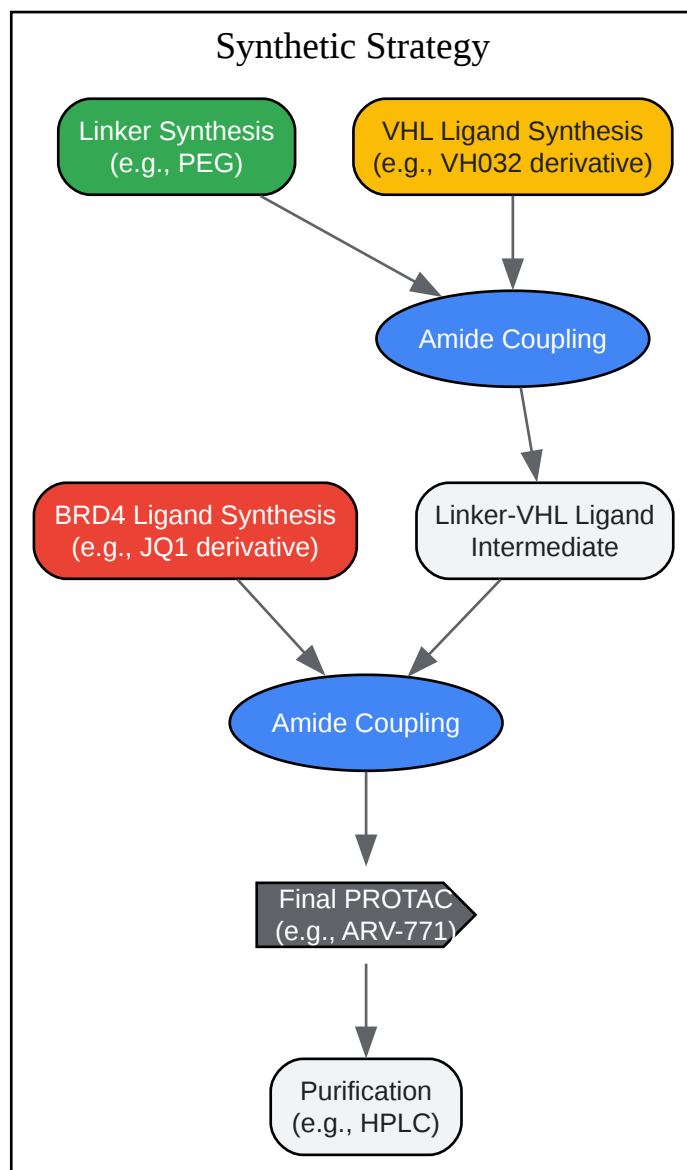 Synthetic Strategy
Linker Synthesis
(e.g., PEG)
VHL Ligand Synthesis
(e.g., VH032 derivative)
Amide Coupling
BRD4 Ligand Synthesis
(e.g., JQ1 derivative)
Linker-VHL Ligand
Intermediate
Amide Coupling
Final PROTAC
(e.g., ARV-771)
Purification
(e.g., HPLC)